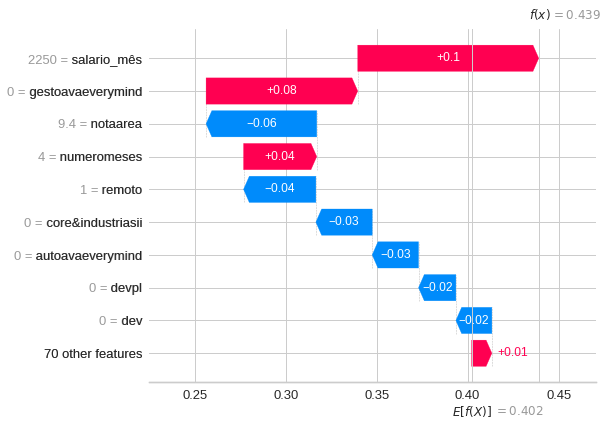 f(x) = 0.439
2250 = salario_mês
+0.1
0 = gestoavaeverymind
+0.08
9.4 = notaarea
−0.06
4 = numeromeses
+0.04
1 = remoto
−0.04
0 = core&industriasii
−0.03
0 = autoavaeverymind
−0.03
0 = devpl
−0.02
0 = dev
−0.02
70 other features
+0.01
0.25 0.30 0.35 0.40 0.45
E[f(X)] = 0.402